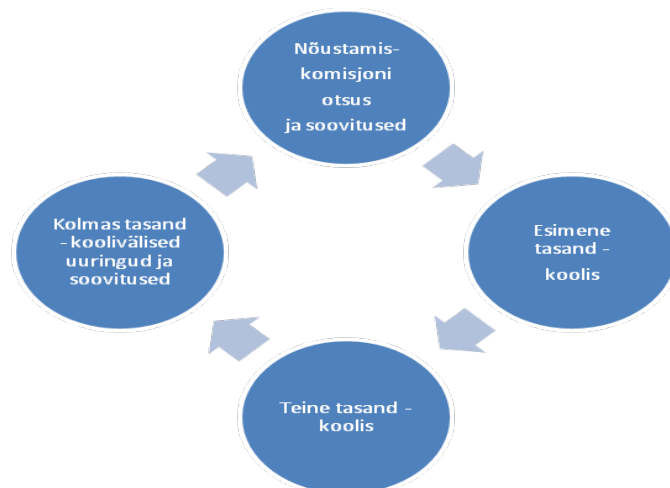 Nõustamis-
komisjoni
otsus
ja soovitused
Esimene
tasand -
koolis
Teine tasand -
koolis
Kolmas tasand
- koolivälised
uuringud ja
soovitused